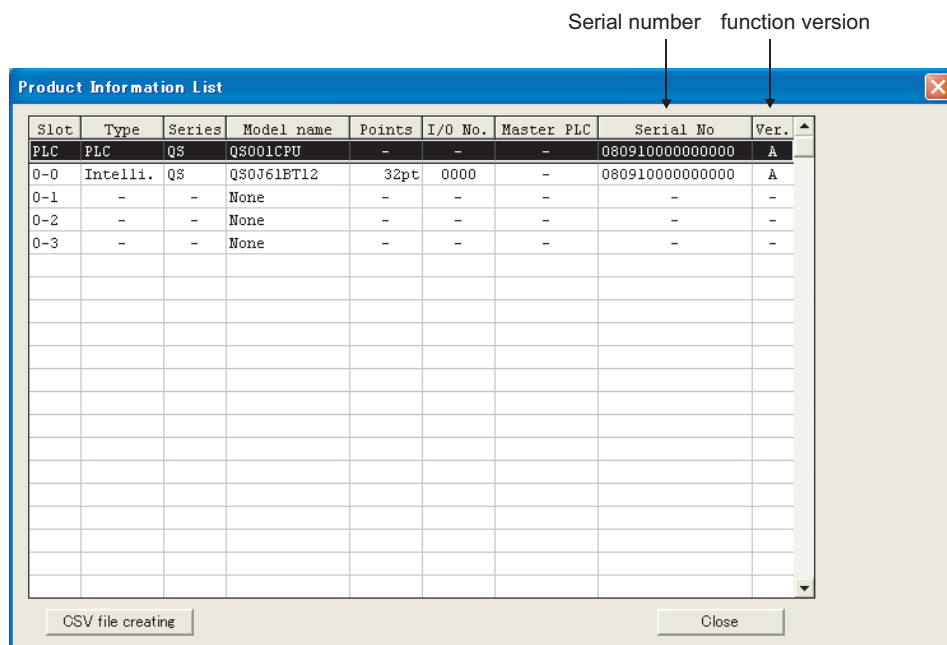 Serial number function version
Product Information List
Slot Type Series Model name Points I/O No. Master PLC Serial No Ver.
PLC PLC QS QS001CPU - - - 080910000000000 A
0-0 Intelli. QS QS0J61BT12 32pt 0000 - 080910000000000 A
0-1 - - None - - - - -
0-2 - - None - - - - -
0-3 - - None - - - - -
CSV file creating Close